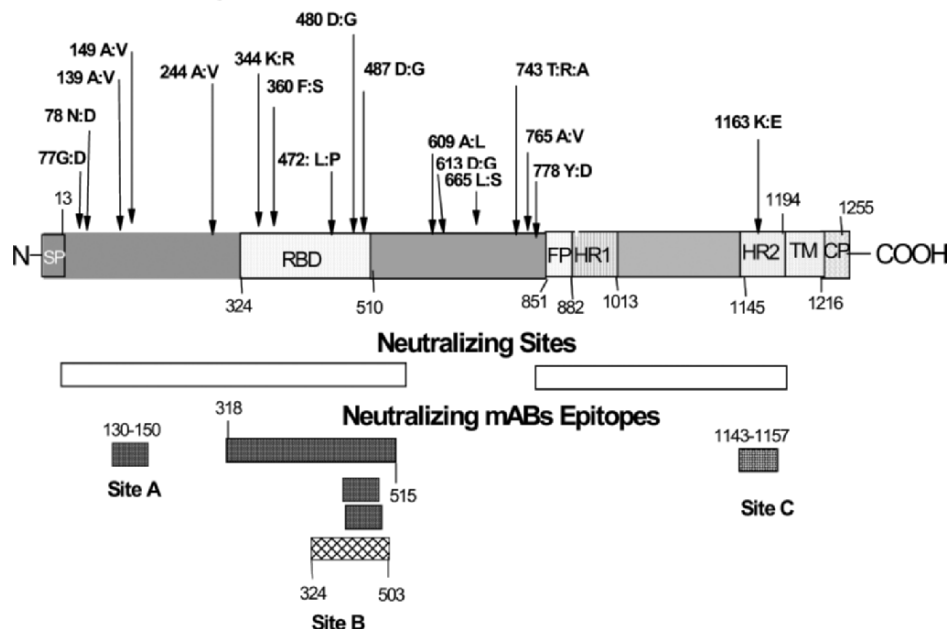 480 D:G
149 A:V
344 K:R
487 D:G
743 T:R:A
139 A:V
244 A:V
360 F:S
78 N:D
609 A:L
765 A:V
1163 K:E
77G:D
472: L:P
613 D:G
665 L:S
778 Y:D
13
1194
1255
N
SP
RBD
FP
HR1
HR2
TM
CP
COOH
324
510
851
882
1013
1145
1216
Neutralizing Sites
Neutralizing mABs Epitopes
318
130-150
1143-1157
Site A
515
Site C
324
503
Site B